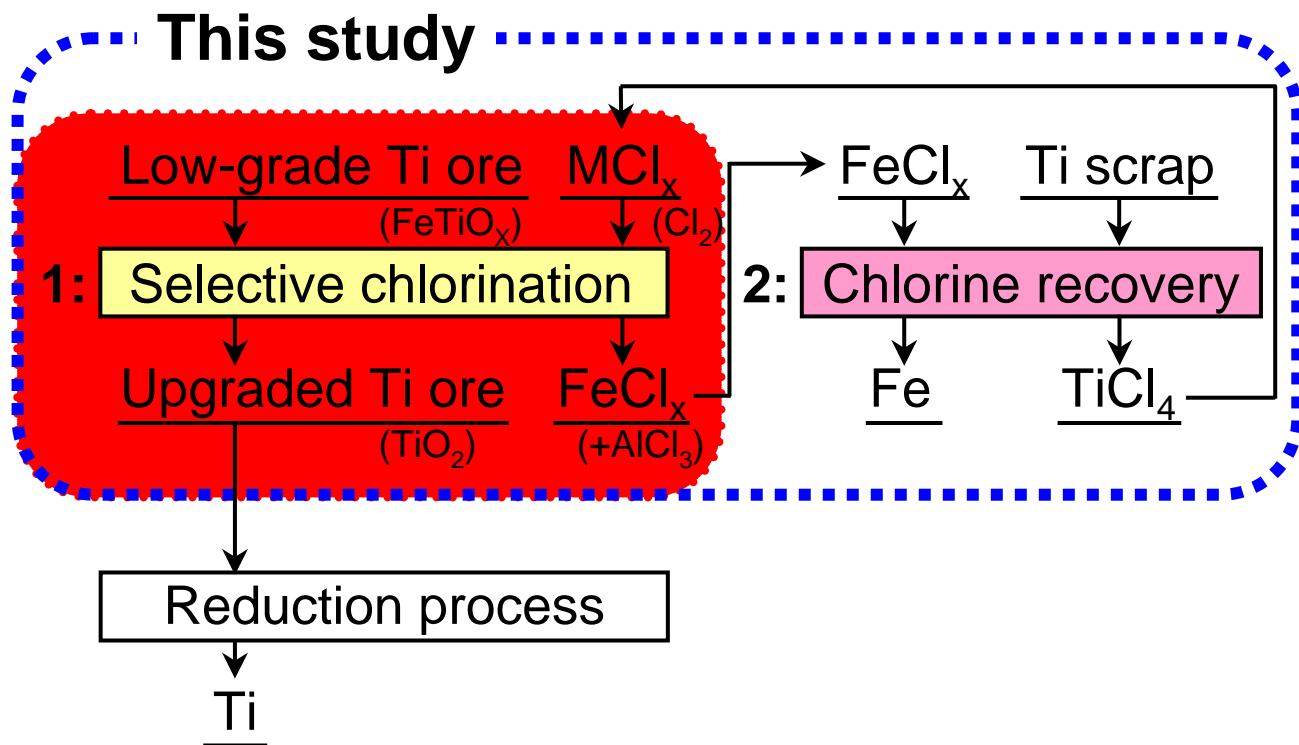 This study
Low-grade Ti ore
(FeTiOₓ)
MClₓ
(Cl₂)
1:
Selective chlorination
Upgraded Ti ore
(TiO₂)
FeClₓ
(+AlCl₃)
FeClₓ
Ti scrap
2:
Chlorine recovery
Fe
TiCl₄
Reduction process
Ti